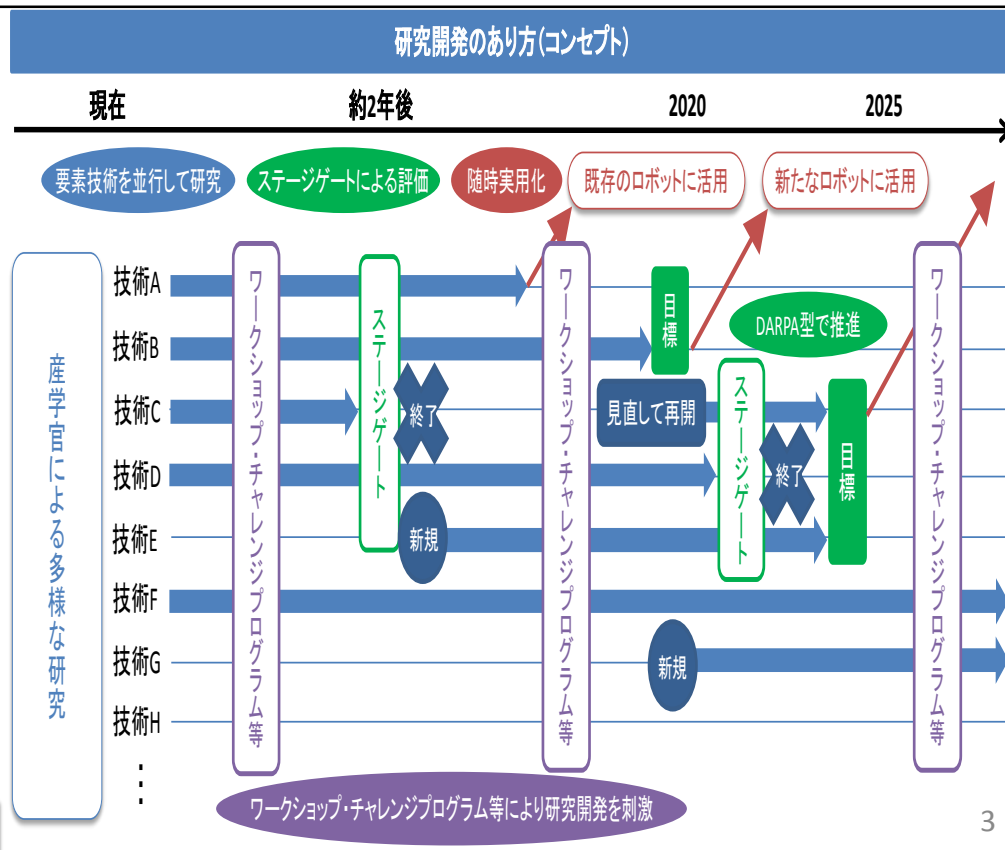 研究開発のあり方(コンセプト)
現在
約2年後
2020
2025
要素技術を並行して研究
ステージゲートによる評価
随時実用化
既存のロボットに活用
新たなロボットに活用
産学官による多様な研究
技術A
技術B
技術C
技術D
技術E
技術F
技術G
技術H
⋮
ワークショップ・チャレンジプログラム等
ステージゲート
終了
新規
ワークショップ・チャレンジプログラム等
目標
DARPA型で推進
見直して再開
ステージゲート
終了
目標
新規
ワークショップ・チャレンジプログラム等
ワークショップ・チャレンジプログラム等により研究開発を刺激
3